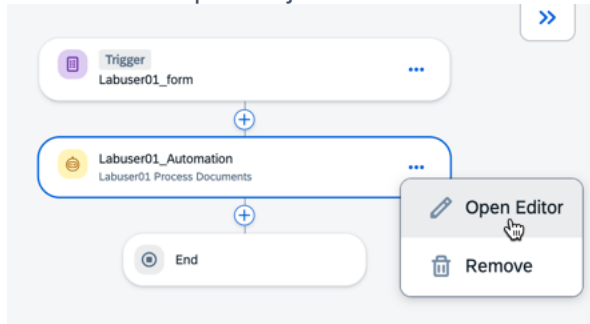 Trigger
Labuser01_form
Labuser01_Automation
Labuser01 Process Documents
Open Editor
End
Remove